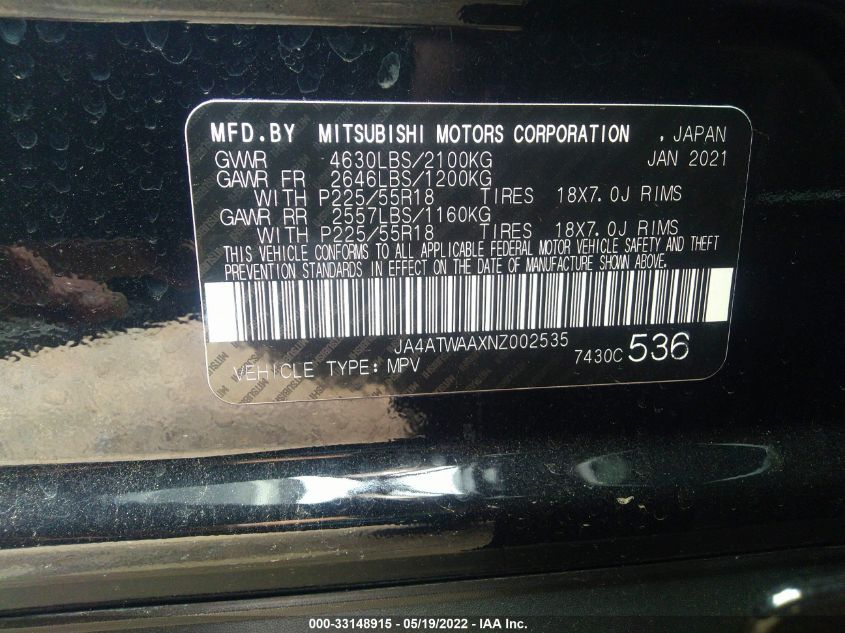 MFD.BY MITSUBISHI MOTORS CORPORATION , JAPAN
GVWR 4630LBS/2100KG JAN 2021
GAWR FR 2646LBS/1200KG
WITH P225/55R18 TIRES 18X7.0J RIMS
GAWR RR 2557LBS/1160KG
WITH P225/55R18 TIRES 18X7.0J RIMS
THIS VEHICLE CONFORMS TO ALL APPLICABLE FEDERAL MOTOR VEHICLE SAFETY AND THEFT
PREVENTION STANDARDS IN EFFECT ON THE DATE OF MANUFACTURE SHOWN ABOVE.
JA4ATWAAXNZ002535
VEHICLE TYPE: MPV 7430C 536
000-33148915 - 05/19/2022 - IAA Inc.